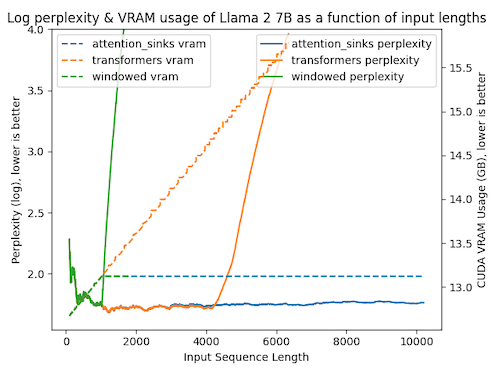 Log perplexity & VRAM usage of Llama 2 7B as a function of input lengths
attention_sinks vram
transformers vram
windowed vram
attention_sinks perplexity
transformers perplexity
windowed perplexity
Perplexity (log), lower is better
4.0
3.5
3.0
2.5
2.0
CUDA VRAM Usage (GB), lower is better
15.5
15.0
14.5
14.0
13.5
13.0
0
2000
4000
6000
8000
10000
Input Sequence Length